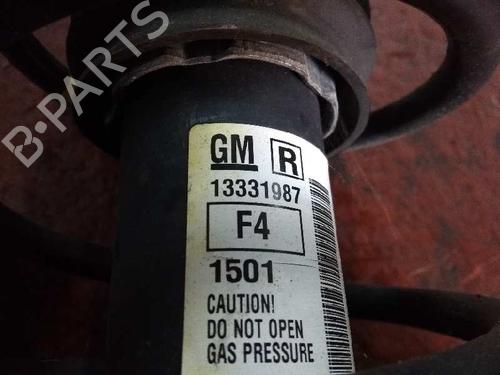 B-PARTS
GM R
13331987
F4
1501
CAUTION!
DO NOT OPEN
GAS PRESSURE